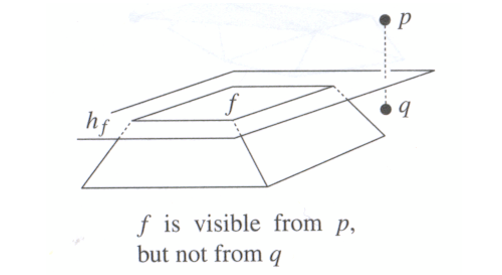 p
f
q
h_f
f is visible from p,
but not from q